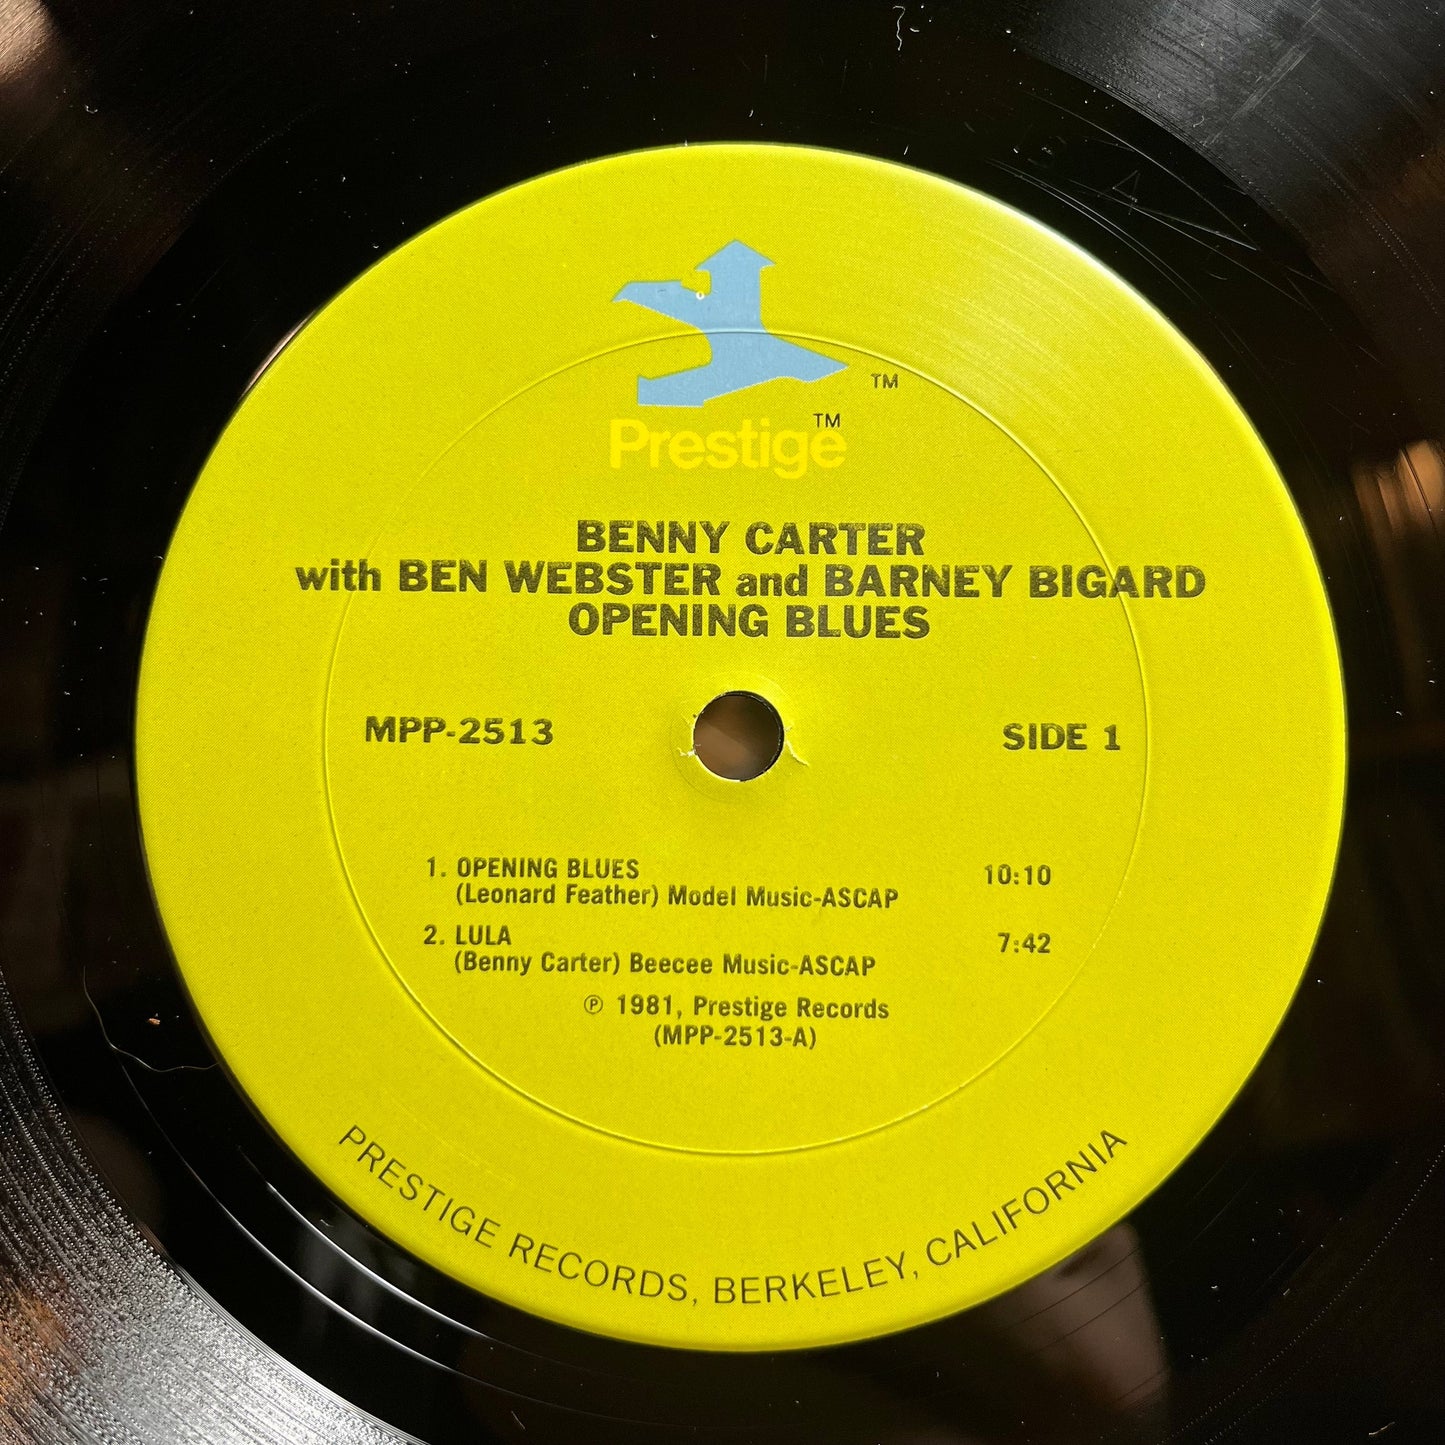 ™
Prestige™
BENNY CARTER
with BEN WEBSTER and BARNEY BIGARD
OPENING BLUES
MPP-2513
SIDE 1
1. OPENING BLUES 10:10
(Leonard Feather) Model Music-ASCAP
2. LULA 7:42
(Benny Carter) Beecee Music-ASCAP
℗ 1981, Prestige Records
(MPP-2513-A)
PRESTIGE RECORDS, BERKELEY, CALIFORNIA